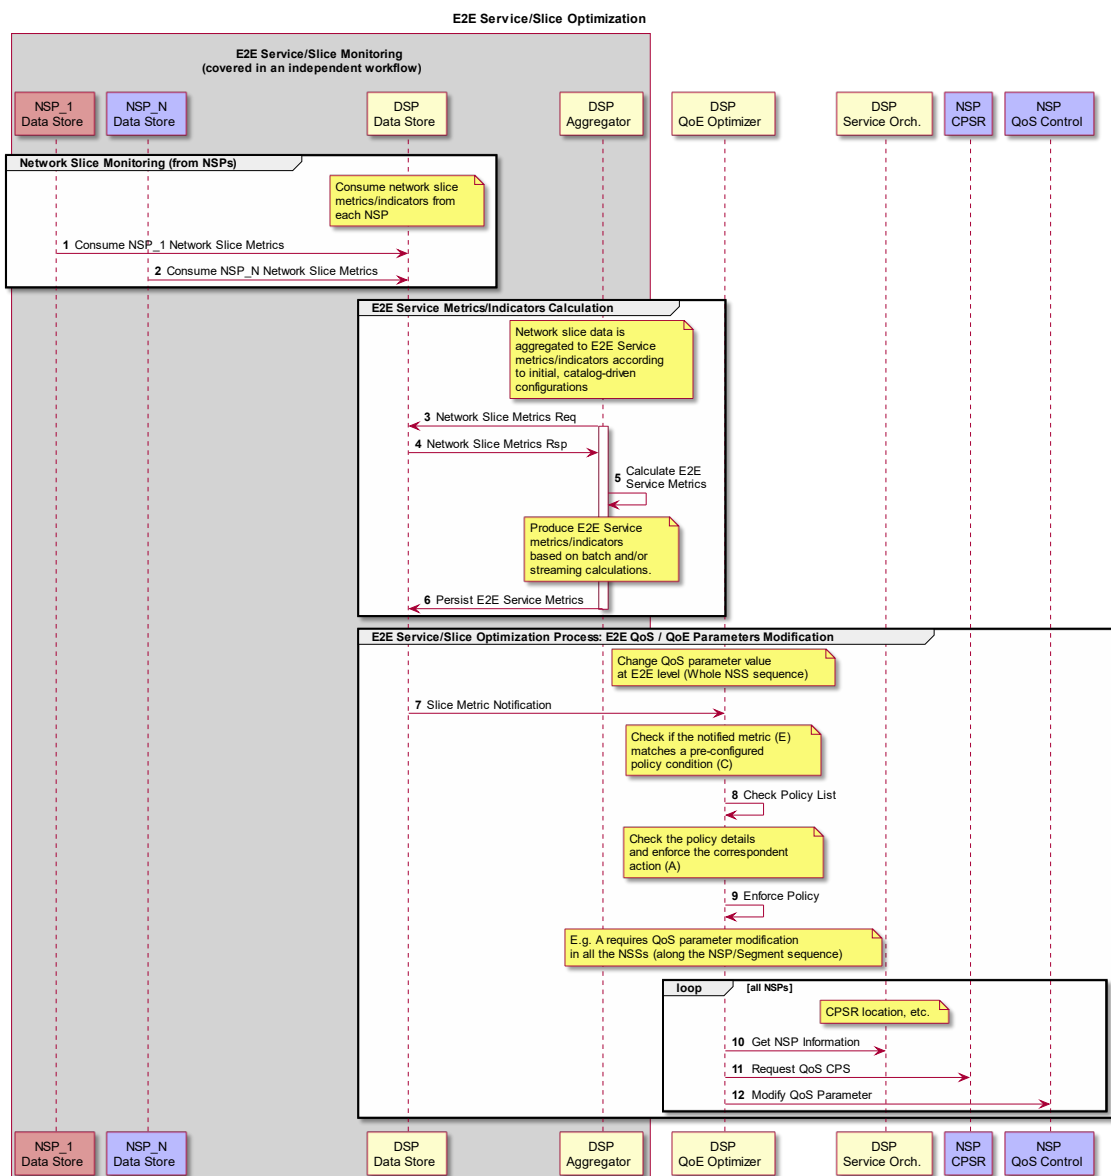 E2E Service/Slice Optimization
E2E Service/Slice Monitoring
(covered in an independent workflow)
NSP_1
Data Store
NSP_N
Data Store
DSP
Data Store
DSP
Aggregator
DSP
QoE Optimizer
DSP
Service Orch.
NSP
CPSR
NSP
QoS Control
Network Slice Monitoring (from NSPs)
Consume network slice
metrics/indicators from
each NSP
1 Consume NSP_1 Network Slice Metrics
2 Consume NSP_N Network Slice Metrics
E2E Service Metrics/Indicators Calculation
Network slice data is
aggregated to E2E Service
metrics/indicators according
to initial, catalog-driven
configurations
3 Network Slice Metrics Req
4 Network Slice Metrics Rsp
5 Calculate E2E
Service Metrics
Produce E2E Service
metrics/indicators
based on batch and/or
streaming calculations.
6 Persist E2E Service Metrics
E2E Service/Slice Optimization Process: E2E QoS / QoE Parameters Modification
Change QoS parameter value
at E2E level (Whole NSS sequence)
7 Slice Metric Notification
Check if the notified metric (E)
matches a pre-configured
policy condition (C)
8 Check Policy List
Check the policy details
and enforce the correspondent
action (A)
9 Enforce Policy
E.g. A requires QoS parameter modification
in all the NSSs (along the NSP/Segment sequence)
loop [all NSPs]
CPSR location, etc.
10 Get NSP Information
11 Request QoS CPS
12 Modify QoS Parameter
NSP_1
Data Store
NSP_N
Data Store
DSP
Data Store
DSP
Aggregator
DSP
QoE Optimizer
DSP
Service Orch.
NSP
CPSR
NSP
QoS Control